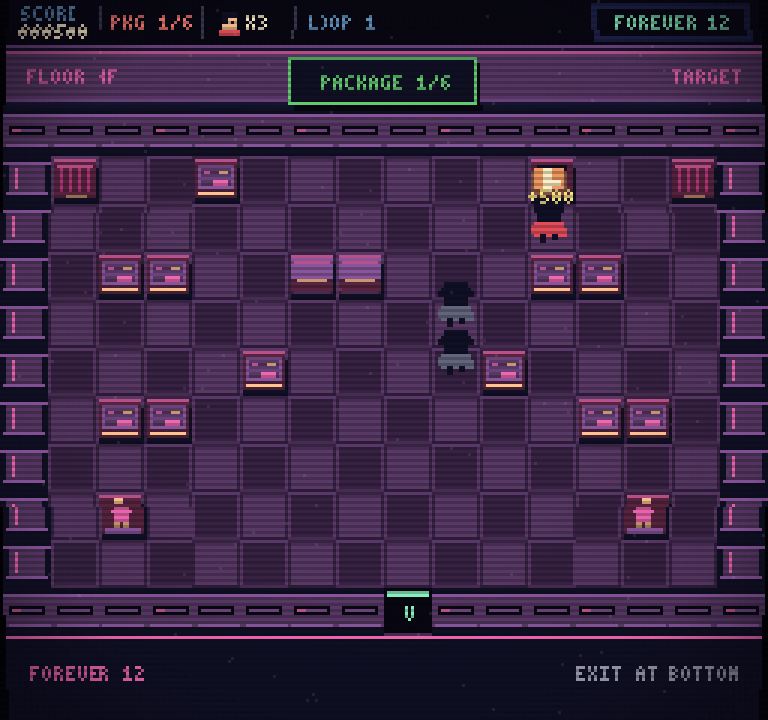 SCORE
000500
PKG 1/6
X3
LOOP 1
FOREVER 12
FLOOR 4F
PACKAGE 1/6
TARGET
+500
V
FOREVER 12
EXIT AT BOTTOM